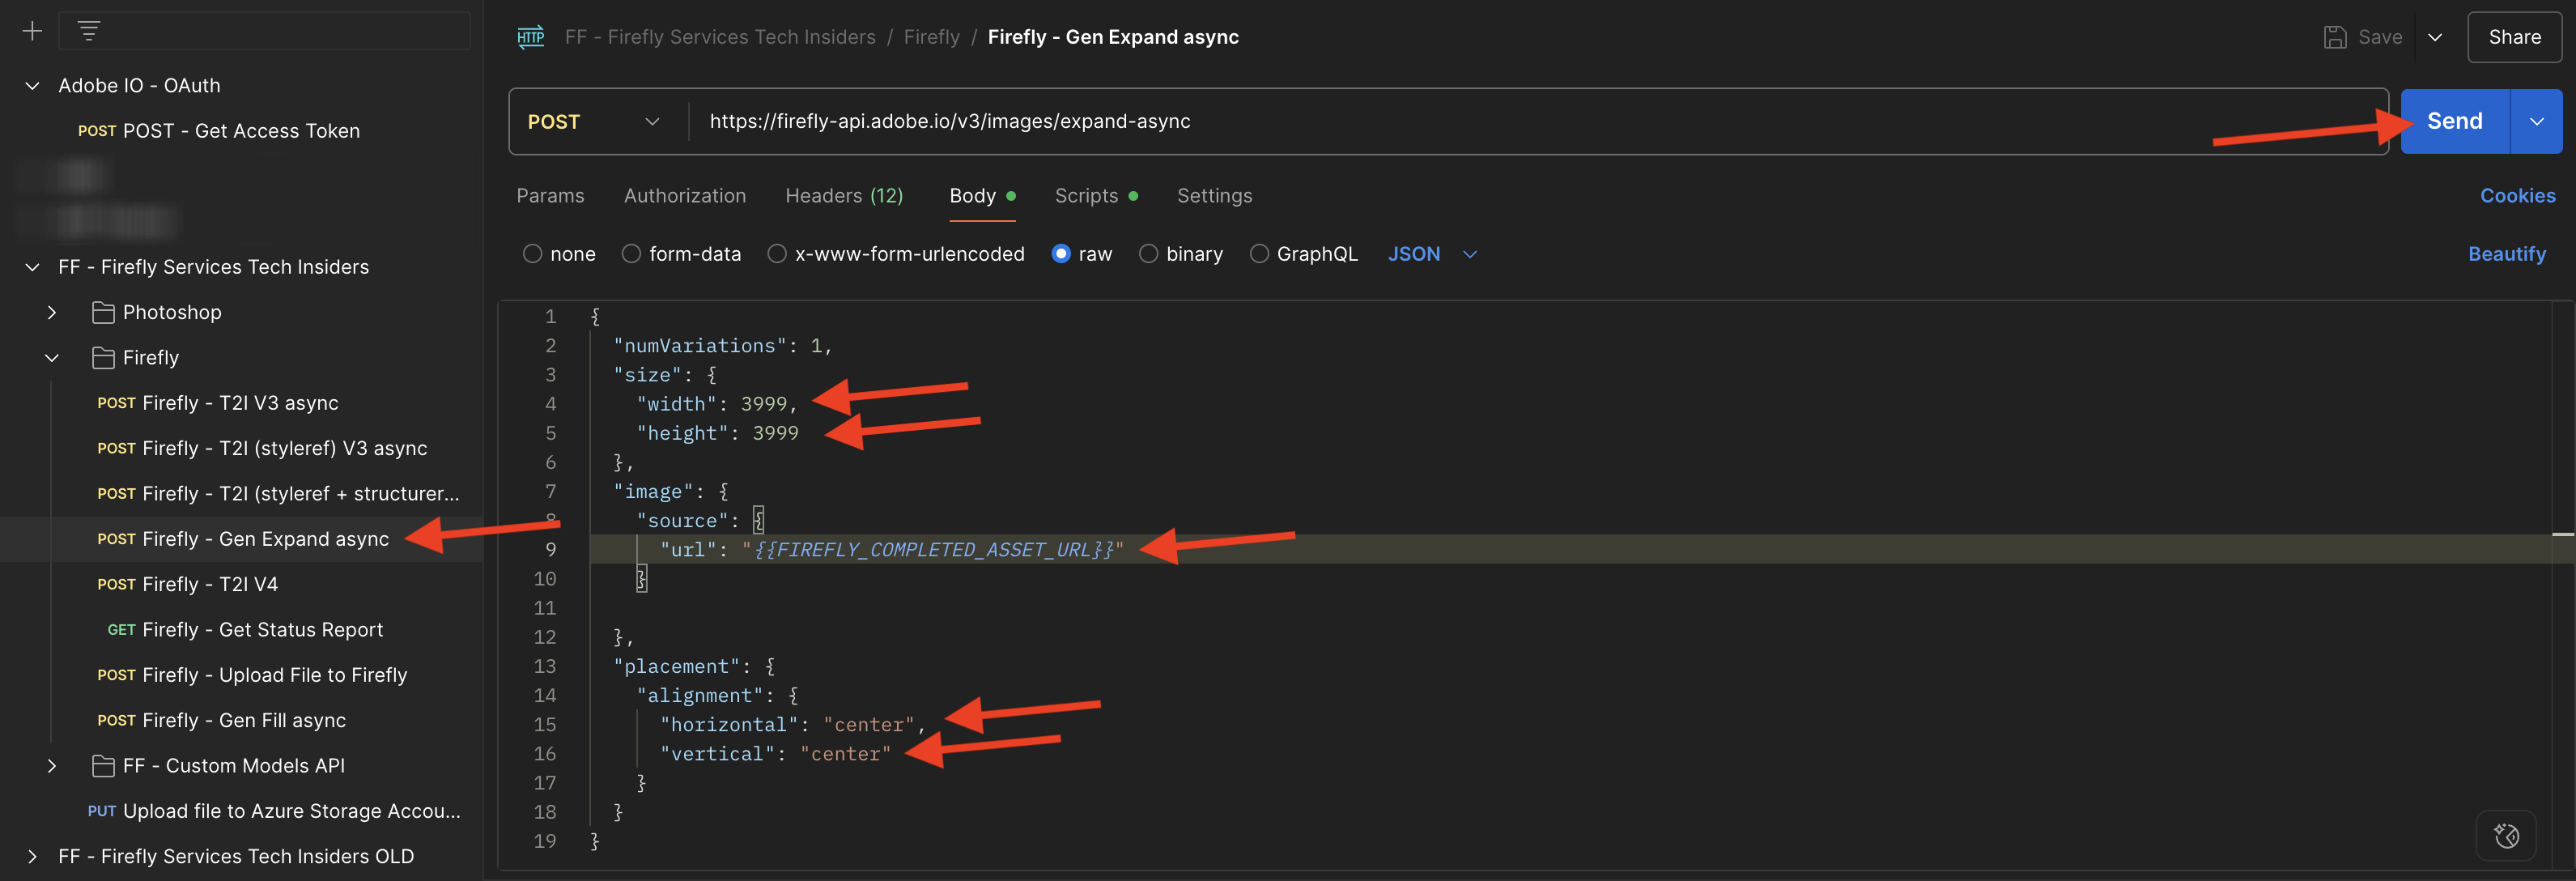 Adobe IO - OAuth
POST POST - Get Access Token
FF - Firefly Services Tech Insiders
Photoshop
Firefly
POST Firefly - T2I V3 async
POST Firefly - T2I (styleref) V3 async
POST Firefly - T2I (styleref + structurer...
POST Firefly - Gen Expand async
POST Firefly - T2I V4
GET Firefly - Get Status Report
POST Firefly - Upload File to Firefly
POST Firefly - Gen Fill async
FF - Custom Models API
PUT Upload file to Azure Storage Accou...
FF - Firefly Services Tech Insiders OLD
HTTP FF - Firefly Services Tech Insiders / Firefly / Firefly - Gen Expand async
Save Share
POST https://firefly-api.adobe.io/v3/images/expand-async Send
Params Authorization Headers (12) Body Scripts Settings Cookies
none form-data x-www-form-urlencoded raw binary GraphQL JSON Beautify
1 {
2 "numVariations": 1,
3 "size": {
4 "width": 3999,
5 "height": 3999
6 },
7 "image": {
8 "source": {
9 "url": "{{FIREFLY_COMPLETED_ASSET_URL}}"
10 }
11
12 },
13 "placement": {
14 "alignment": {
15 "horizontal": "center",
16 "vertical": "center"
17 }
18 }
19 }